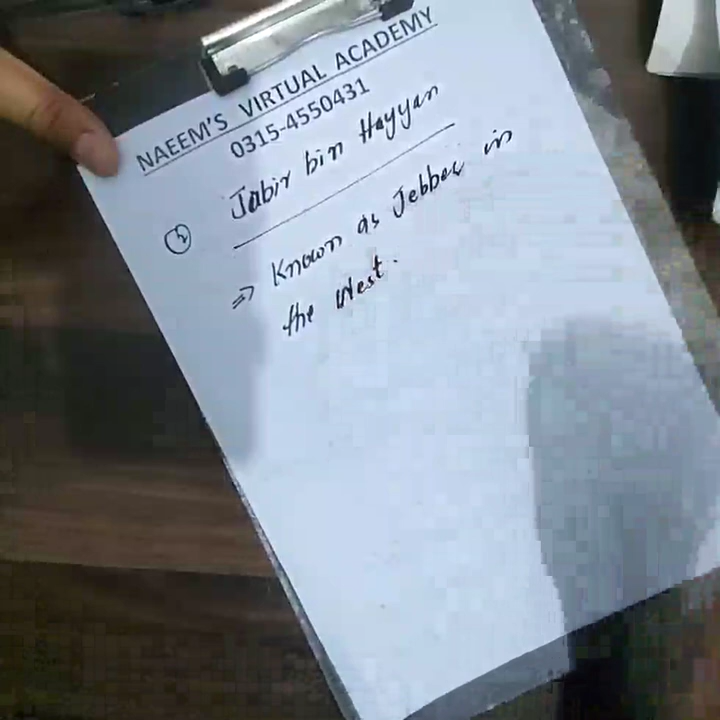 NAEEM'S VIRTUAL ACADEMY
0315-4550431
Jabir bin Hayyan
⇒ Known as Jebber in
the West.